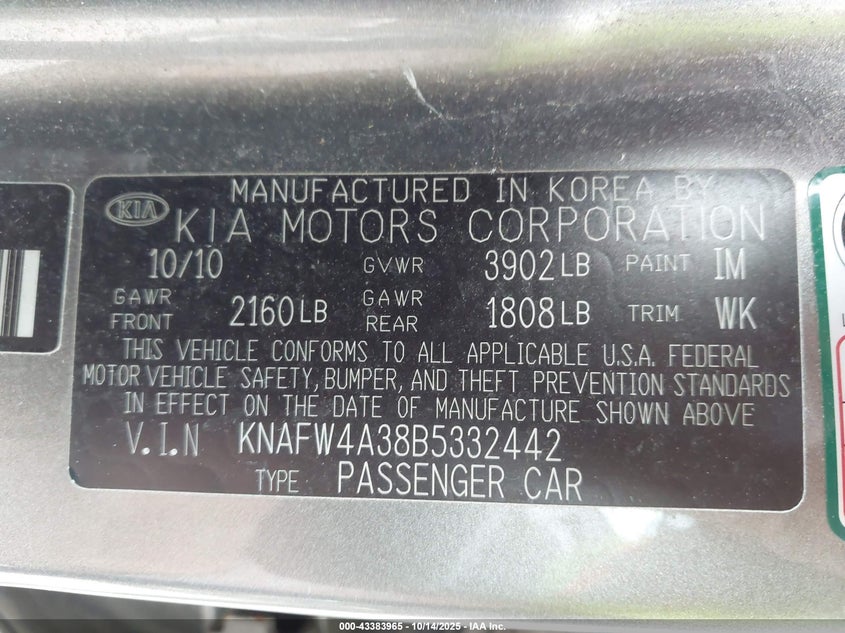 MANUFACTURED IN KOREA BY
KIA KIA MOTORS CORPORATION
10/10 GVWR 3902LB PAINT IM
GAWR FRONT 2160LB GAWR REAR 1808LB TRIM WK
THIS VEHICLE CONFORMS TO ALL APPLICABLE U.S.A. FEDERAL
MOTOR VEHICLE SAFETY, BUMPER, AND THEFT PREVENTION STANDARDS
IN EFFECT ON THE DATE OF MANUFACTURE SHOWN ABOVE
V.I.N KNAFW4A38B5332442
TYPE PASSENGER CAR
000-43383965 - 10/14/2025 - IAA Inc.